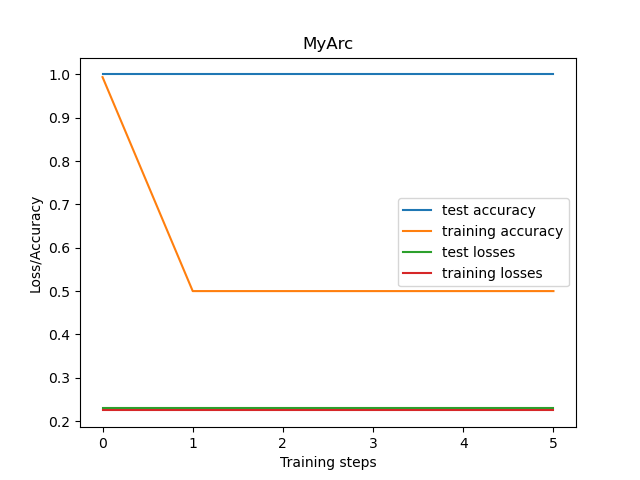 MyArc
Loss/Accuracy
1.0
0.9
0.8
0.7
0.6
0.5
0.4
0.3
0.2
test accuracy
training accuracy
test losses
training losses
0 1 2 3 4 5
Training steps